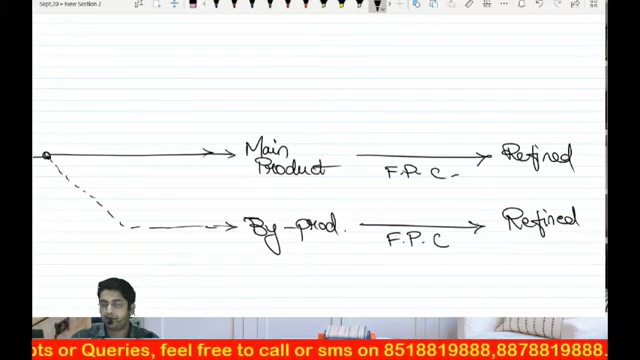 Sept,20 • New Section 2
Main
Product
F.P.C.
Refined
By-prod.
F.P.C
Refined
pts or Queries, feel free to call or sms on 8518819888,8878819888.